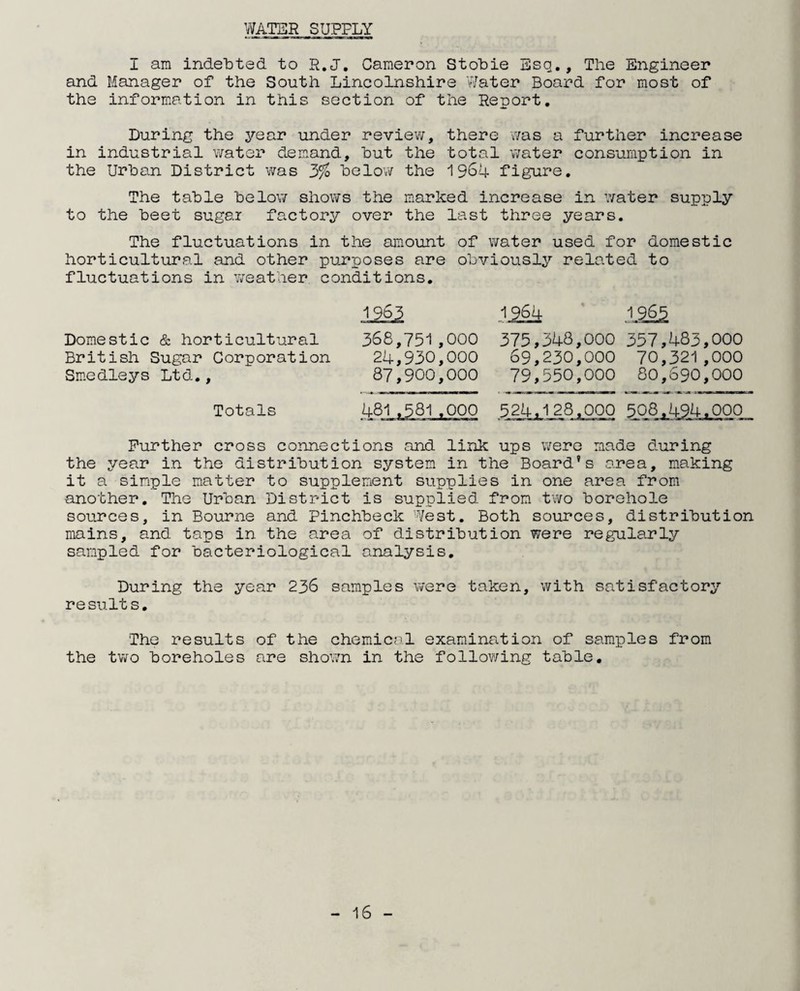 WATER SUPPLY
I am indebted to R.J. Cameron Stobie Esq., The Engineer
and Manager of the South Lincolnshire Water Board for most of
the information in this section of the Report.
During the year under review, there was a further increase
in industrial water demand, but the total water consumption in
the Urban District was 3% below the 1964 figure.
The table below shows the marked increase in water supply
to the beet sugar factory over the last three years.
The fluctuations in the amount of water used for domestic
horticultural and other purposes are obviously related to
fluctuations in weather conditions.
1963 1964 1965
Domestic & horticultural 368,751,000 375,348,000 357,483,000
British Sugar Corporation 24,930,000 69,230,000 70,321,000
Smedleys Ltd., 87,900,000 79,550,000 80,690,000
Totals 481,581,000 524,128,000 508,494,000
Further cross connections and link ups were made during
the year in the distribution system in the Board's area, making
it a simple matter to supplement supplies in one area from
another. The Urban District is supplied from two borehole
sources, in Bourne and Pinchbeck West. Both sources, distribution
mains, and taps in the area of distribution were regularly
sampled for bacteriological analysis.
During the year 236 samples were taken, with satisfactory
results.
The results of the chemical examination of samples from
the two boreholes are shown in the following table.
- 16 -